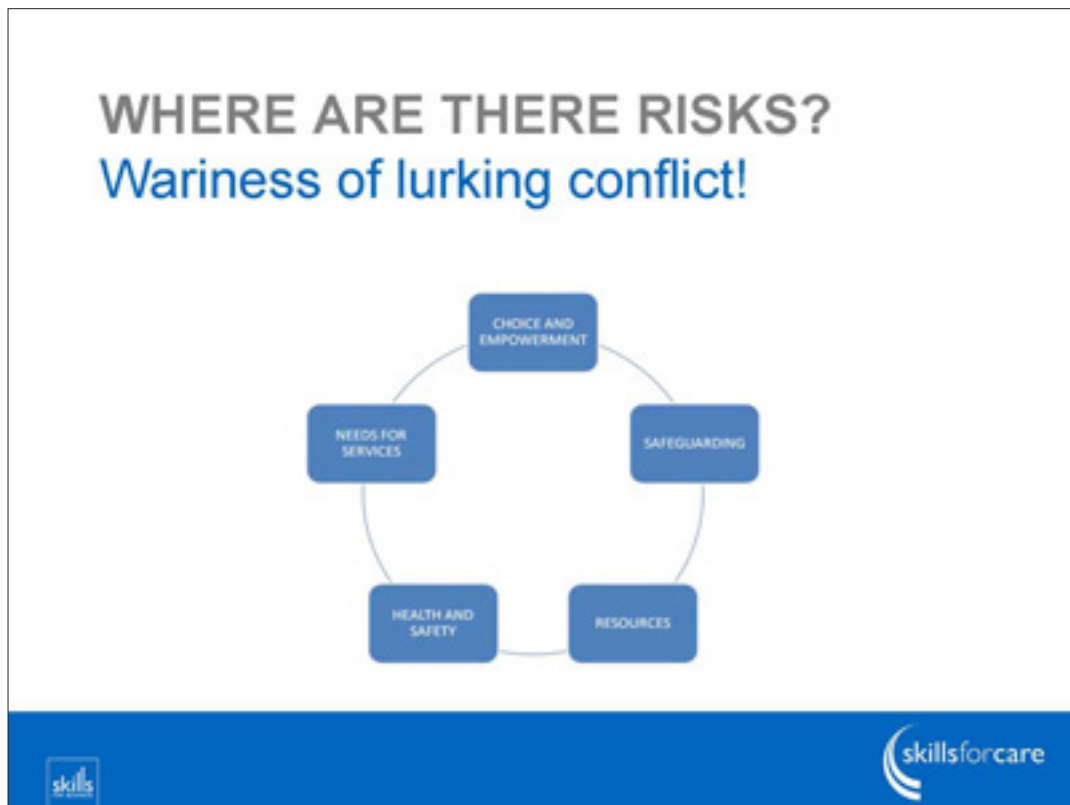 WHERE ARE THERE RISKS?
Wariness of lurking conflict!
CHOICE AND
EMPOWERMENT
NEEDS FOR
SERVICES
SAFEGUARDING
HEALTH AND
SAFETY
RESOURCES
skillsforcare
skills